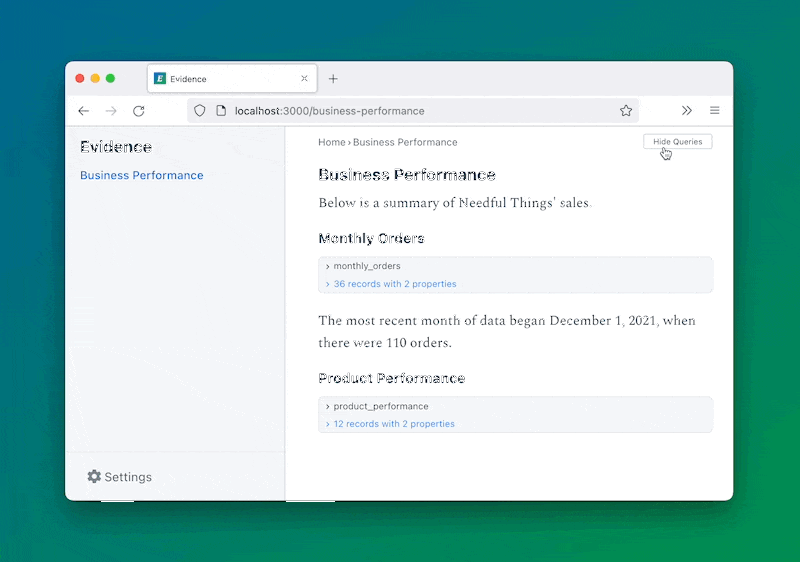 E Evidence
localhost:3000/business-performance
Evidence
Business Performance
Settings
Home › Business Performance
Hide Queries
Business Performance
Below is a summary of Needful Things' sales.
Monthly Orders
› monthly_orders
› 36 records with 2 properties
The most recent month of data began December 1, 2021, when
there were 110 orders.
Product Performance
› product_performance
› 12 records with 2 properties